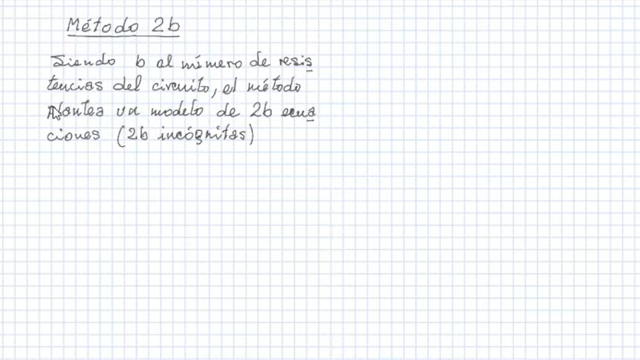 Método 2b
Siendo b al número de resis
tencias del circuito, el método
plantea un modelo de 2b ecua
ciones (2b incógnitas)